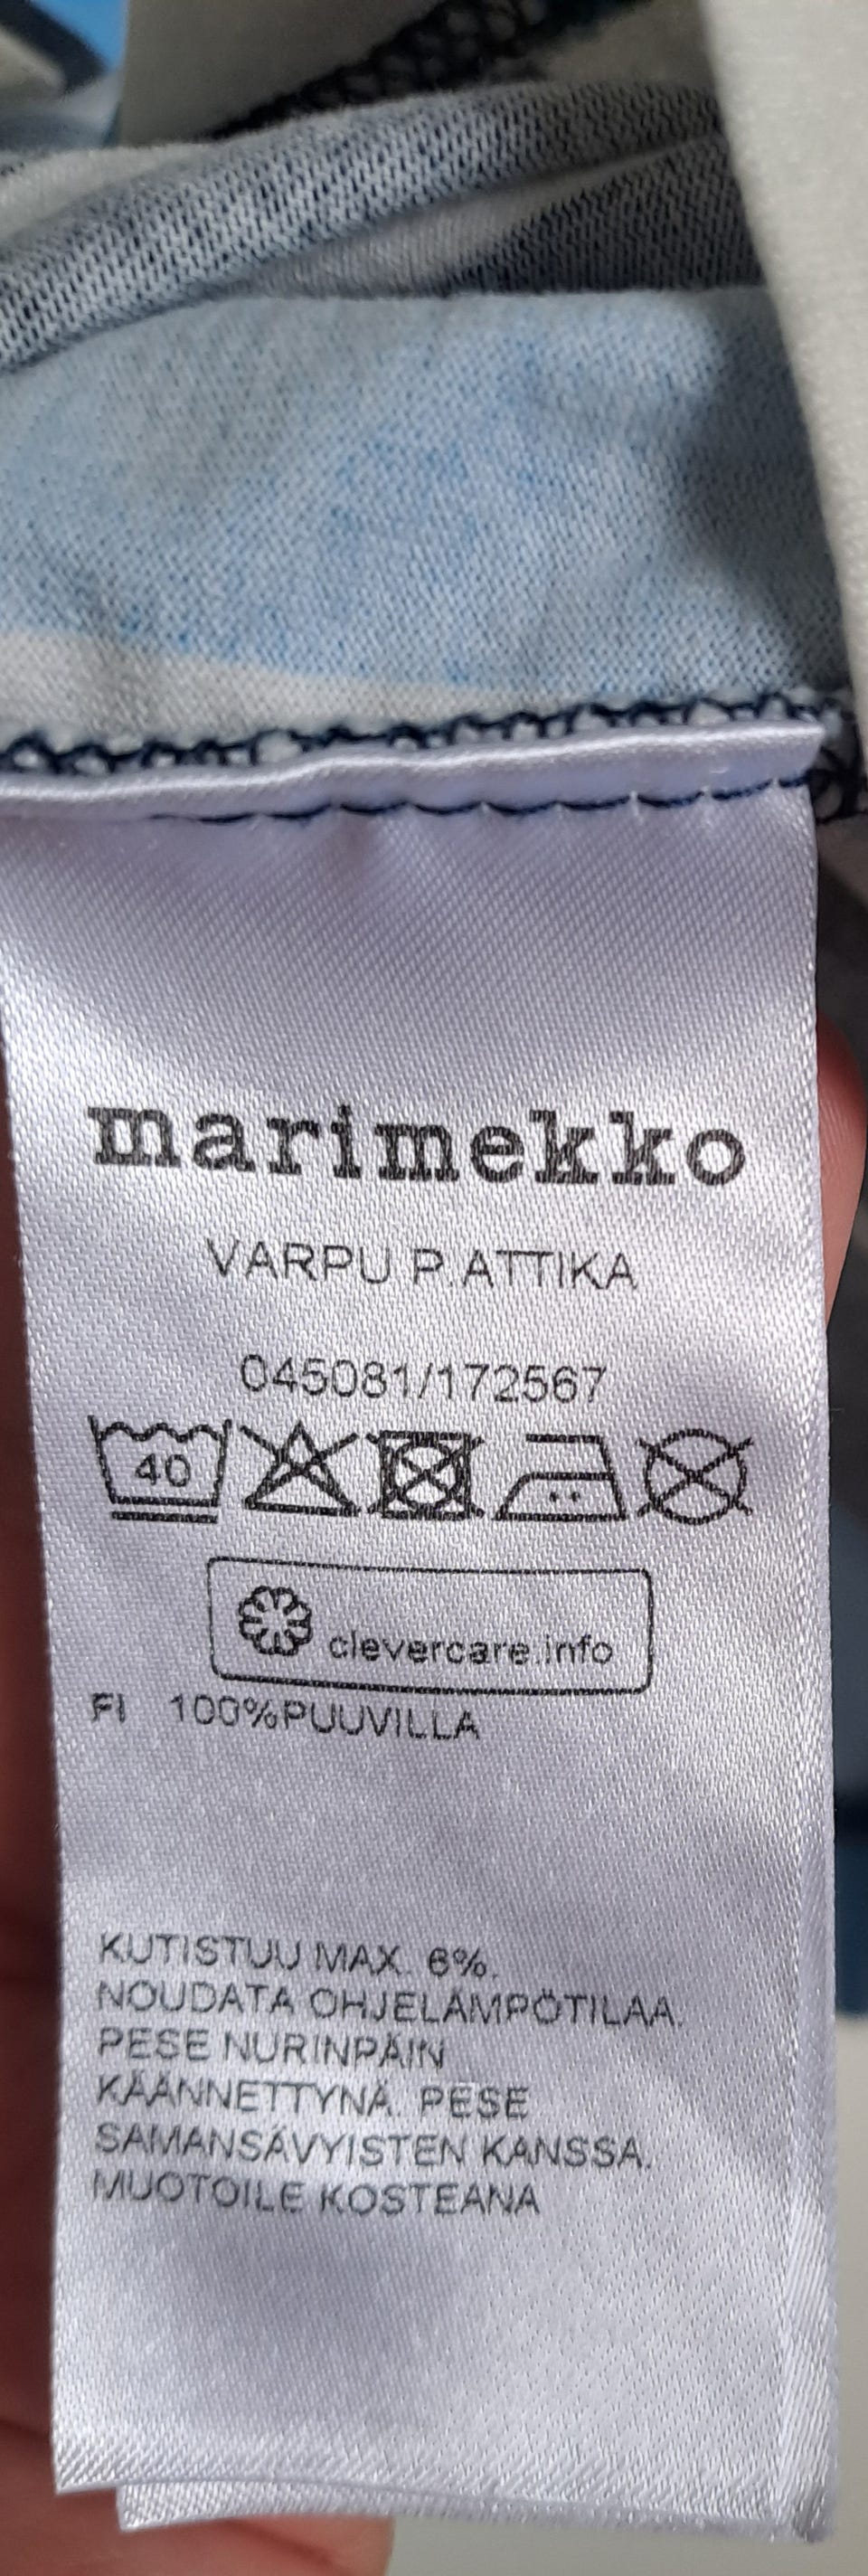 marimekko
VARPU P.ATTIKA
045081/172567
40
clevercare.info
FI 100%PUUVILLA
KUTISTUU MAX. 6%.
NOUDATA OHJELÄMPÖTILAA.
PESE NURINPÄIN
KÄÄNNETTYNÄ. PESE
SAMANSÄVYISTEN KANSSA.
MUOTOILE KOSTEANA